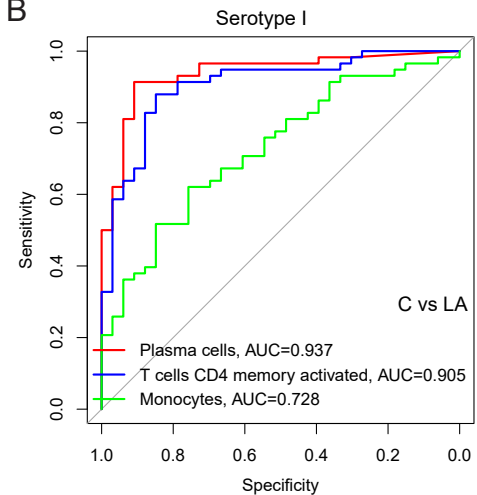 B
Serotype I
Sensitivity
1.0
0.8
0.6
0.4
0.2
0.0
C vs LA
Plasma cells, AUC=0.937
T cells CD4 memory activated, AUC=0.905
Monocytes, AUC=0.728
1.0 0.8 0.6 0.4 0.2 0.0
Specificity